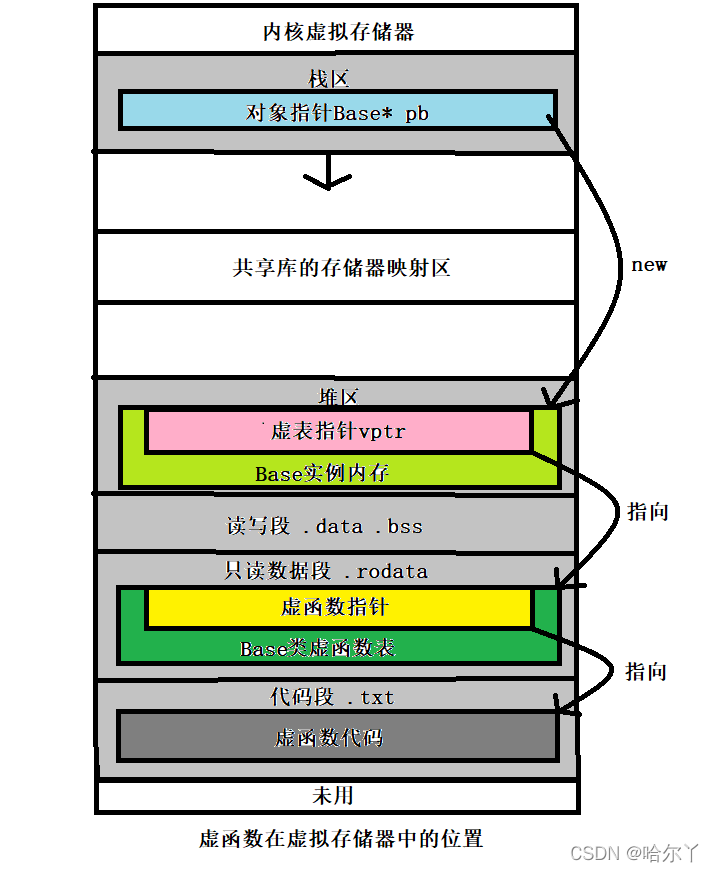 内核虚拟存储器
栈区
对象指针Base* pb
共享库的存储器映射区
new
堆区
虚表指针vptr
Base实例内存
指向
读写段 .data .bss
只读数据段 .rodata
虚函数指针
Base类虚函数表
指向
代码段 .txt
虚函数代码
未用
虚函数在虚拟存储器中的位置
CSDN @哈尔丫